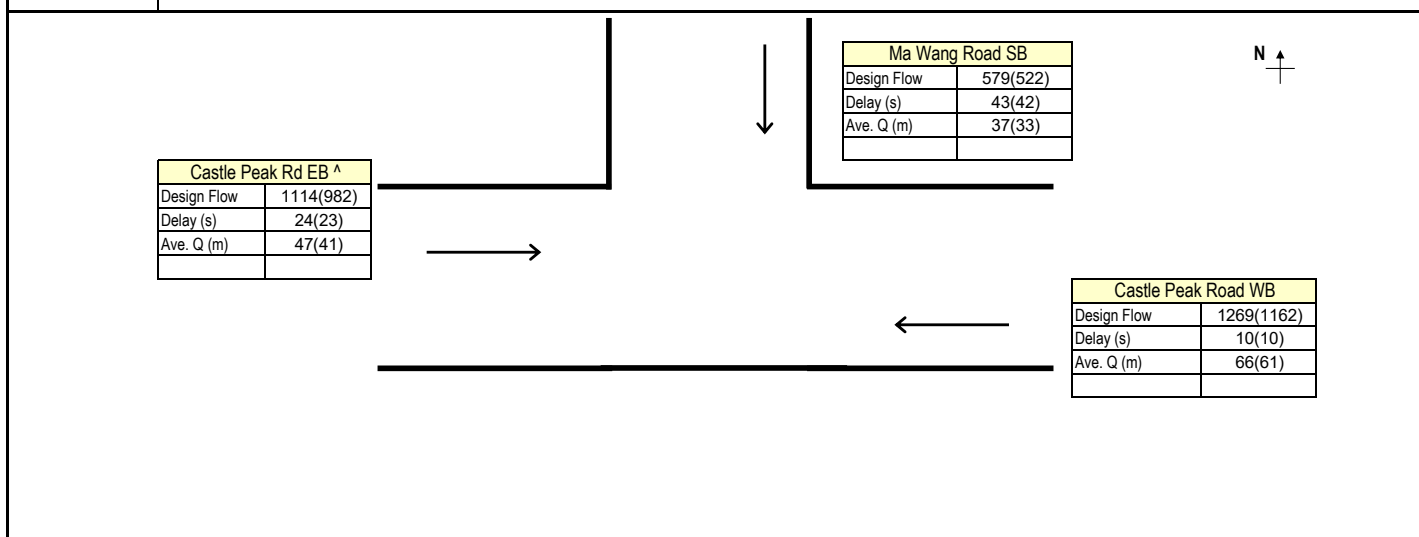 Ma Wang Road SB
Design Flow 579(522)
Delay (s) 43(42)
Ave. Q (m) 37(33)
N
Castle Peak Rd EB ^
Design Flow 1114(982)
Delay (s) 24(23)
Ave. Q (m) 47(41)
Castle Peak Road WB
Design Flow 1269(1162)
Delay (s) 10(10)
Ave. Q (m) 66(61)